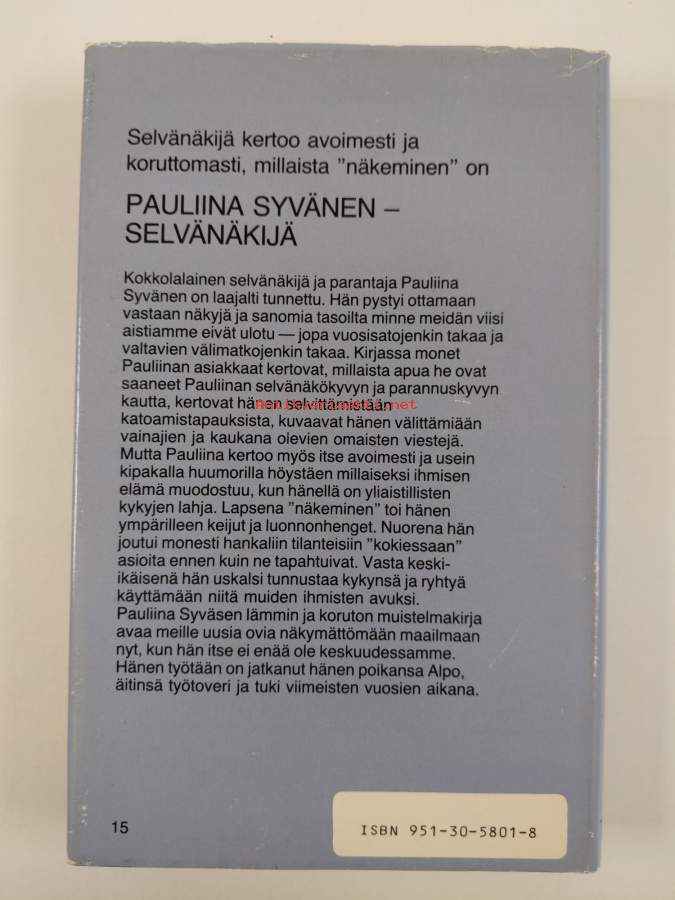 Selvänäkijä kertoo avoimesti ja
koruttomasti, millaista ”näkeminen” on
PAULIINA SYVÄNEN –
SELVÄNÄKIJÄ
Kokkolalainen selvänäkijä ja parantaja Pauliina
Syvänen on laajalti tunnettu. Hän pystyi ottamaan
vastaan näkyjä ja sanomia tasoilta minne meidän viisi
aistiamme eivät ulotu — jopa vuosisatojenkin takaa ja
valtavien välimatkojenkin takaa. Kirjassa monet
Pauliinan asiakkaat kertovat, millaista apua he ovat
saaneet Pauliinan selvänäkökyvyn ja parannuskyvyn
kautta, kertovat hänen selvittämistään
katoamistapauksista, kuvaavat hänen välittämiään
vainajien ja kaukana olevien omaisten viestejä.
Mutta Pauliina kertoo myös itse avoimesti ja usein
kipakalla huumorilla höystäen millaiseksi ihmisen
elämä muodostuu, kun hänellä on yliaistillisten
kykyjen lahja. Lapsena ”näkeminen” toi hänen
ympärilleen keijut ja luonnonhenget. Nuorena hän
joutui monesti hankaliin tilanteisiin ”kokiessaan”
asioita ennen kuin ne tapahtuivat. Vasta keski-
ikäisenä hän uskalsi tunnustaa kykynsä ja ryhtyä
käyttämään niitä muiden ihmisten avuksi.
Pauliina Syväsen lämmin ja koruton muistelmakirja
avaa meille uusia ovia näkymättömään maailmaan
nyt, kun hän itse ei enää ole keskuudessamme.
Hänen työtään on jatkanut hänen poikansa Alpo,
äitinsä työtoveri ja tuki viimeisten vuosien aikana.
15
ISBN 951-30-5801-8